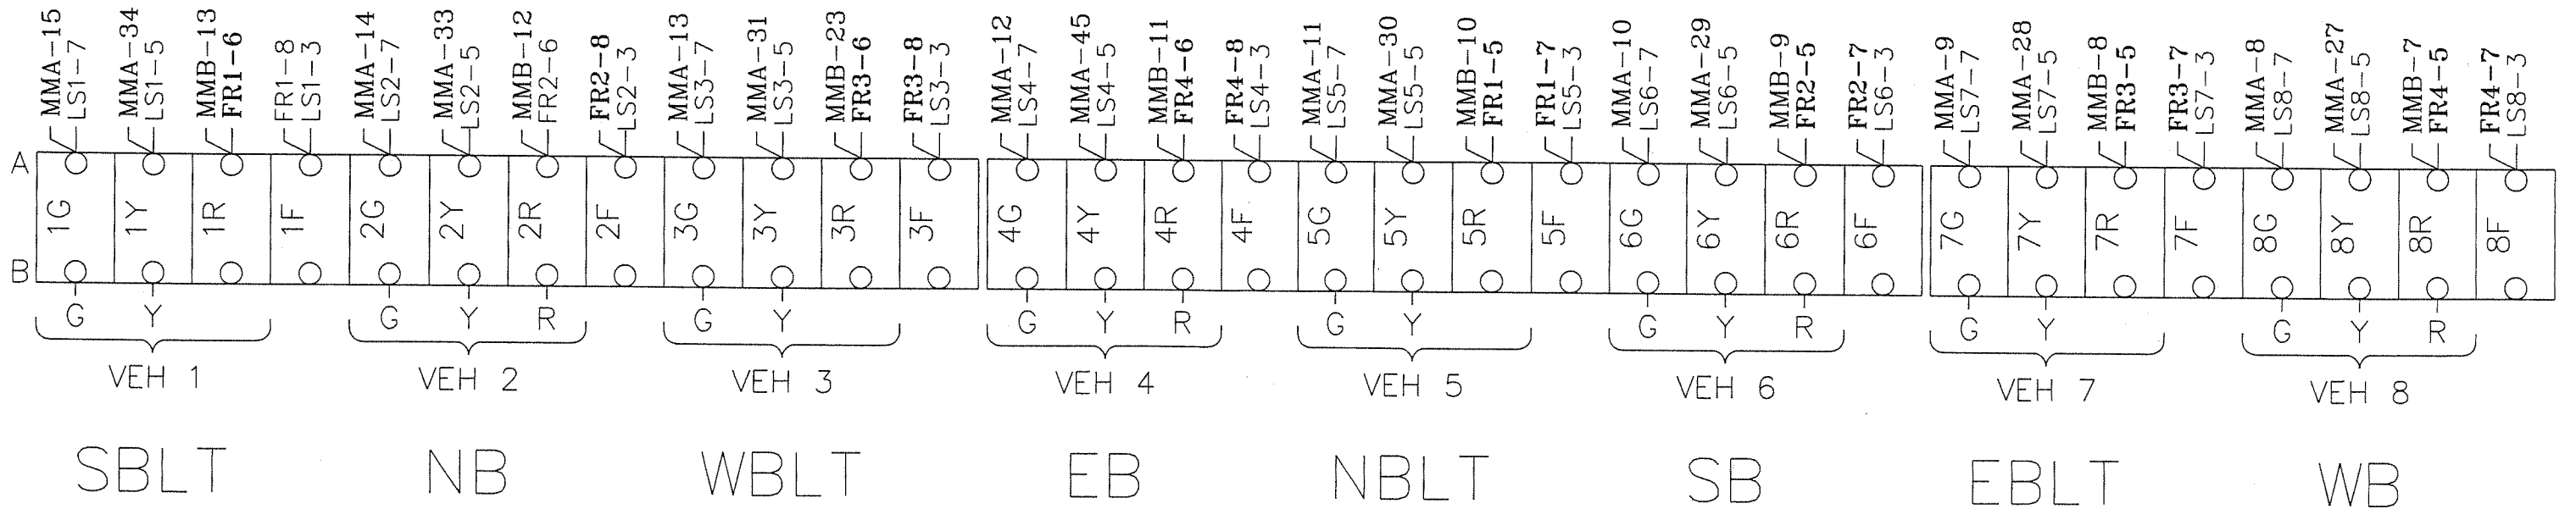 MMA-15
LS1-7
MMA-34
LS1-5
MMB-13
FR1-6
FR1-8
LS1-3
MMA-14
LS2-7
MMA-33
LS2-5
MMB-12
FR2-6
FR2-8
LS2-3
MMA-13
LS3-7
MMA-31
LS3-5
MMB-23
FR3-6
FR3-8
LS3-3
MMA-12
LS4-7
MMA-45
LS4-5
MMB-11
FR4-6
FR4-8
LS4-3
MMA-11
LS5-7
MMA-30
LS5-5
MMB-10
FR1-5
FR1-7
LS5-3
MMA-10
LS6-7
MMA-29
LS6-5
MMB-9
FR2-5
FR2-7
LS6-3
MMA-9
LS7-7
MMA-28
LS7-5
MMB-8
FR3-5
FR3-7
LS7-3
MMA-8
LS8-7
MMA-27
LS8-5
MMB-7
FR4-5
FR4-7
LS8-3
A
1G 1Y 1R 1F 2G 2Y 2R 2F 3G 3Y 3R 3F 4G 4Y 4R 4F 5G 5Y 5R 5F 6G 6Y 6R 6F 7G 7Y 7R 7F 8G 8Y 8R 8F
B
G Y G Y R G Y G Y R G Y G Y R G Y G Y R
VEH 1 VEH 2 VEH 3 VEH 4 VEH 5 VEH 6 VEH 7 VEH 8
SBLT NB WBLT EB NBLT SB EBLT WB